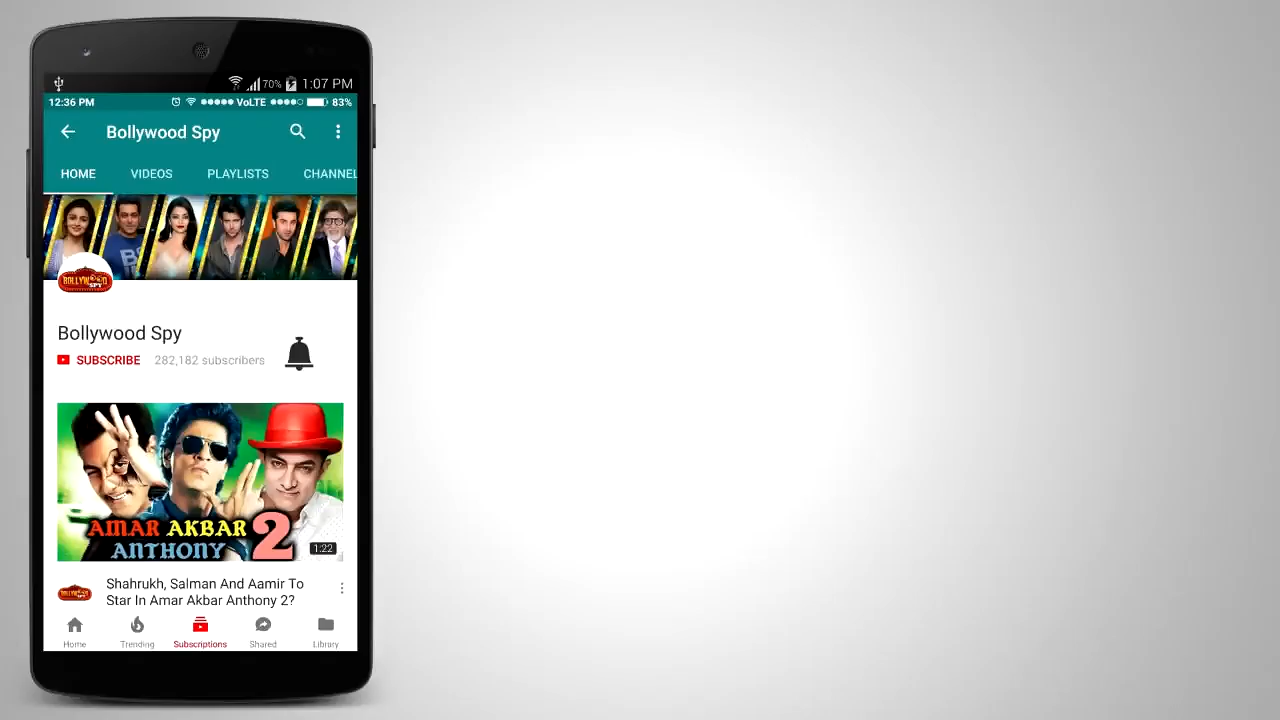 70% 1:07 PM
12:36 PM VoLTE 83%
Bollywood Spy
HOME VIDEOS PLAYLISTS CHANNEL
BOLLYWOOD
SPY
Bollywood Spy
SUBSCRIBE 282,182 subscribers
AMAR AKBAR
ANTHONY 2
1:22
Shahrukh, Salman And Aamir To
Star In Amar Akbar Anthony 2?
Home Trending Subscriptions Shared Library